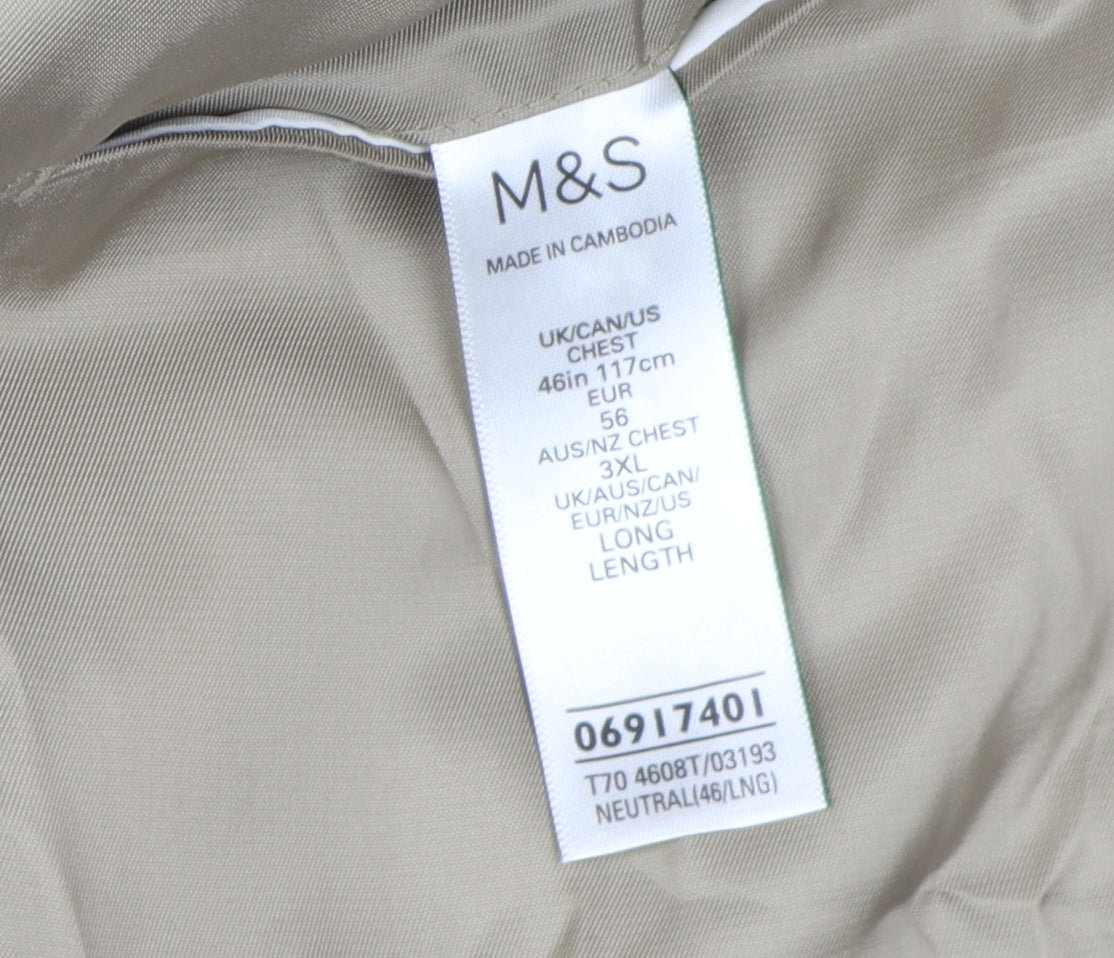 M&S
MADE IN CAMBODIA
UK/CAN/US
CHEST
46in 117cm
EUR
56
AUS/NZ CHEST
3XL
UK/AUS/CAN/
EUR/NZ/US
LONG
LENGTH
06917401
T70 4608T/03193
NEUTRAL(46/LNG)